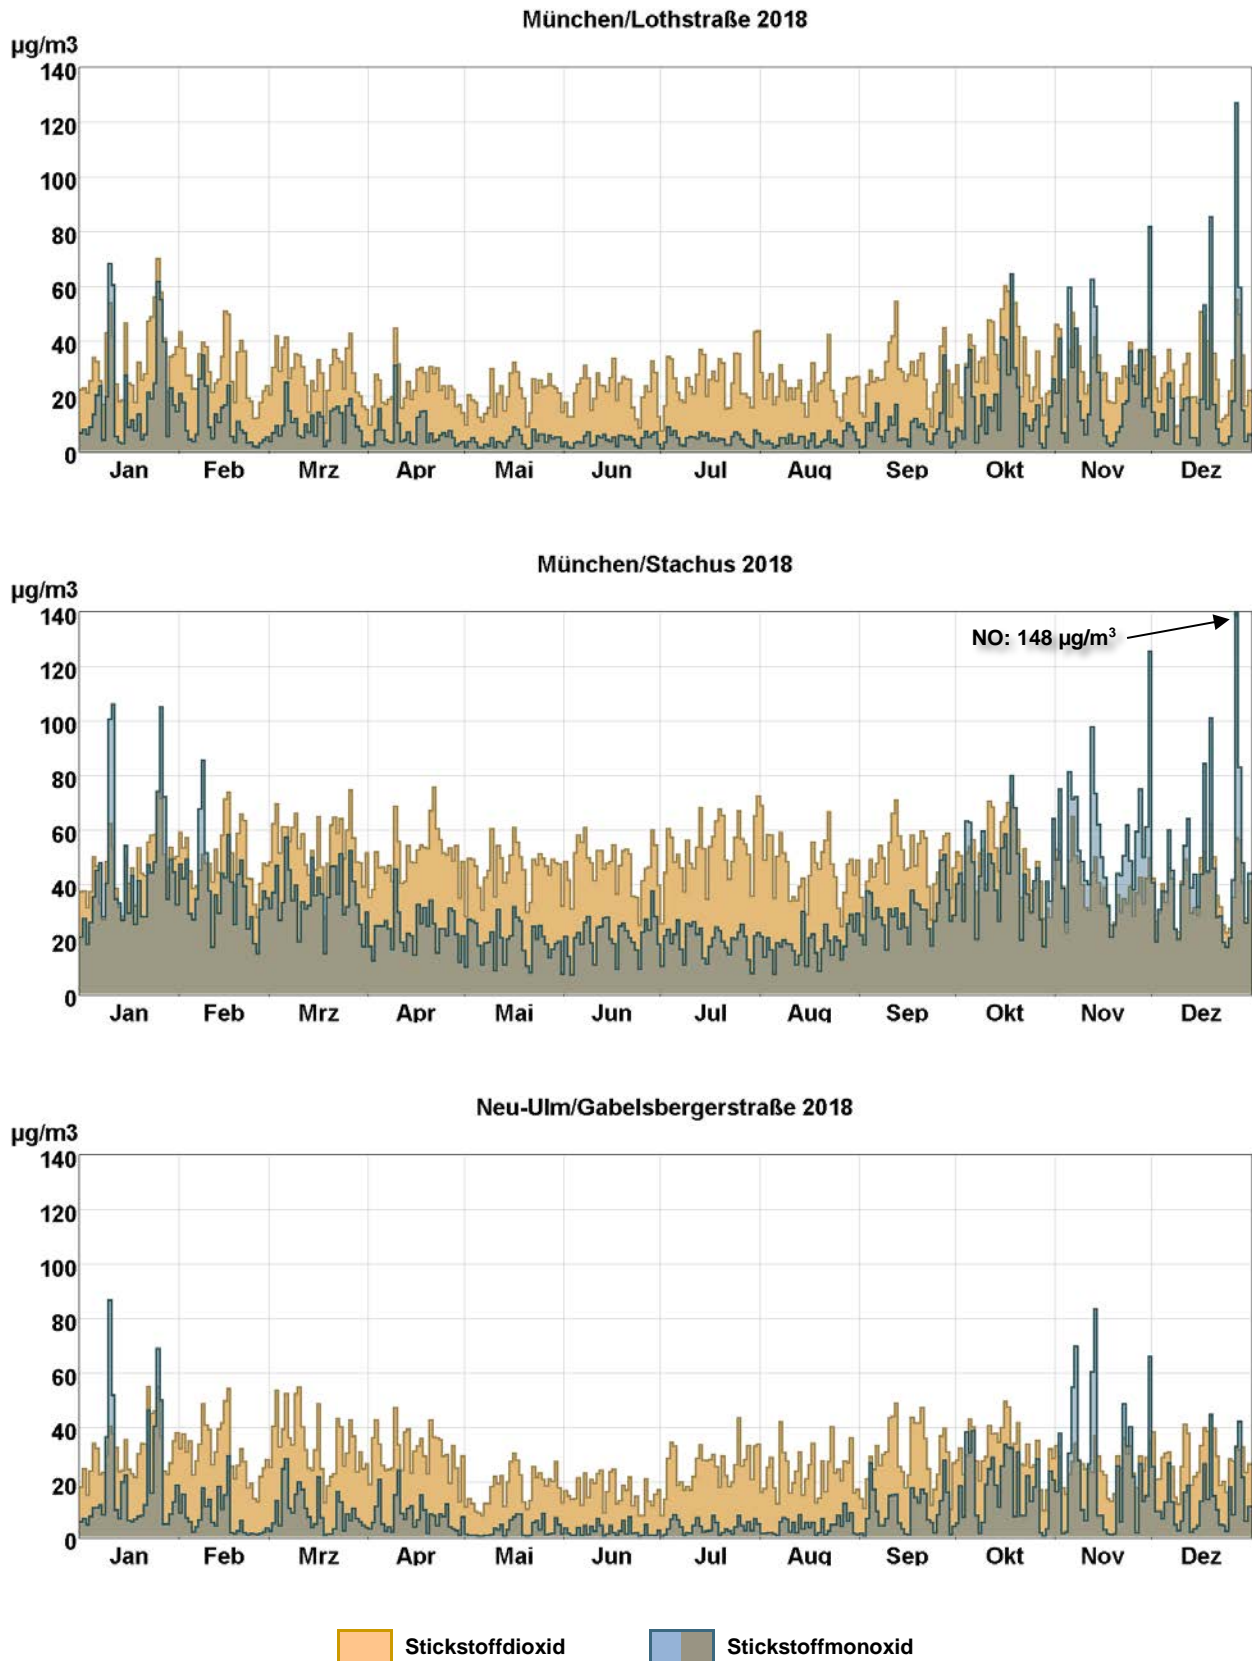 München/Lothstraße 2018
µg/m3
140
120
100
80
60
40
20
0
Jan Feb Mrz Apr Mai Jun Jul Aug Sep Okt Nov Dez
München/Stachus 2018
µg/m3
140
NO: 148 µg/m³
120
100
80
60
40
20
0
Jan Feb Mrz Apr Mai Jun Jul Aug Sep Okt Nov Dez
Neu-Ulm/Gabelsbergerstraße 2018
µg/m3
140
120
100
80
60
40
20
0
Jan Feb Mrz Apr Mai Jun Jul Aug Sep Okt Nov Dez
Stickstoffdioxid Stickstoffmonoxid